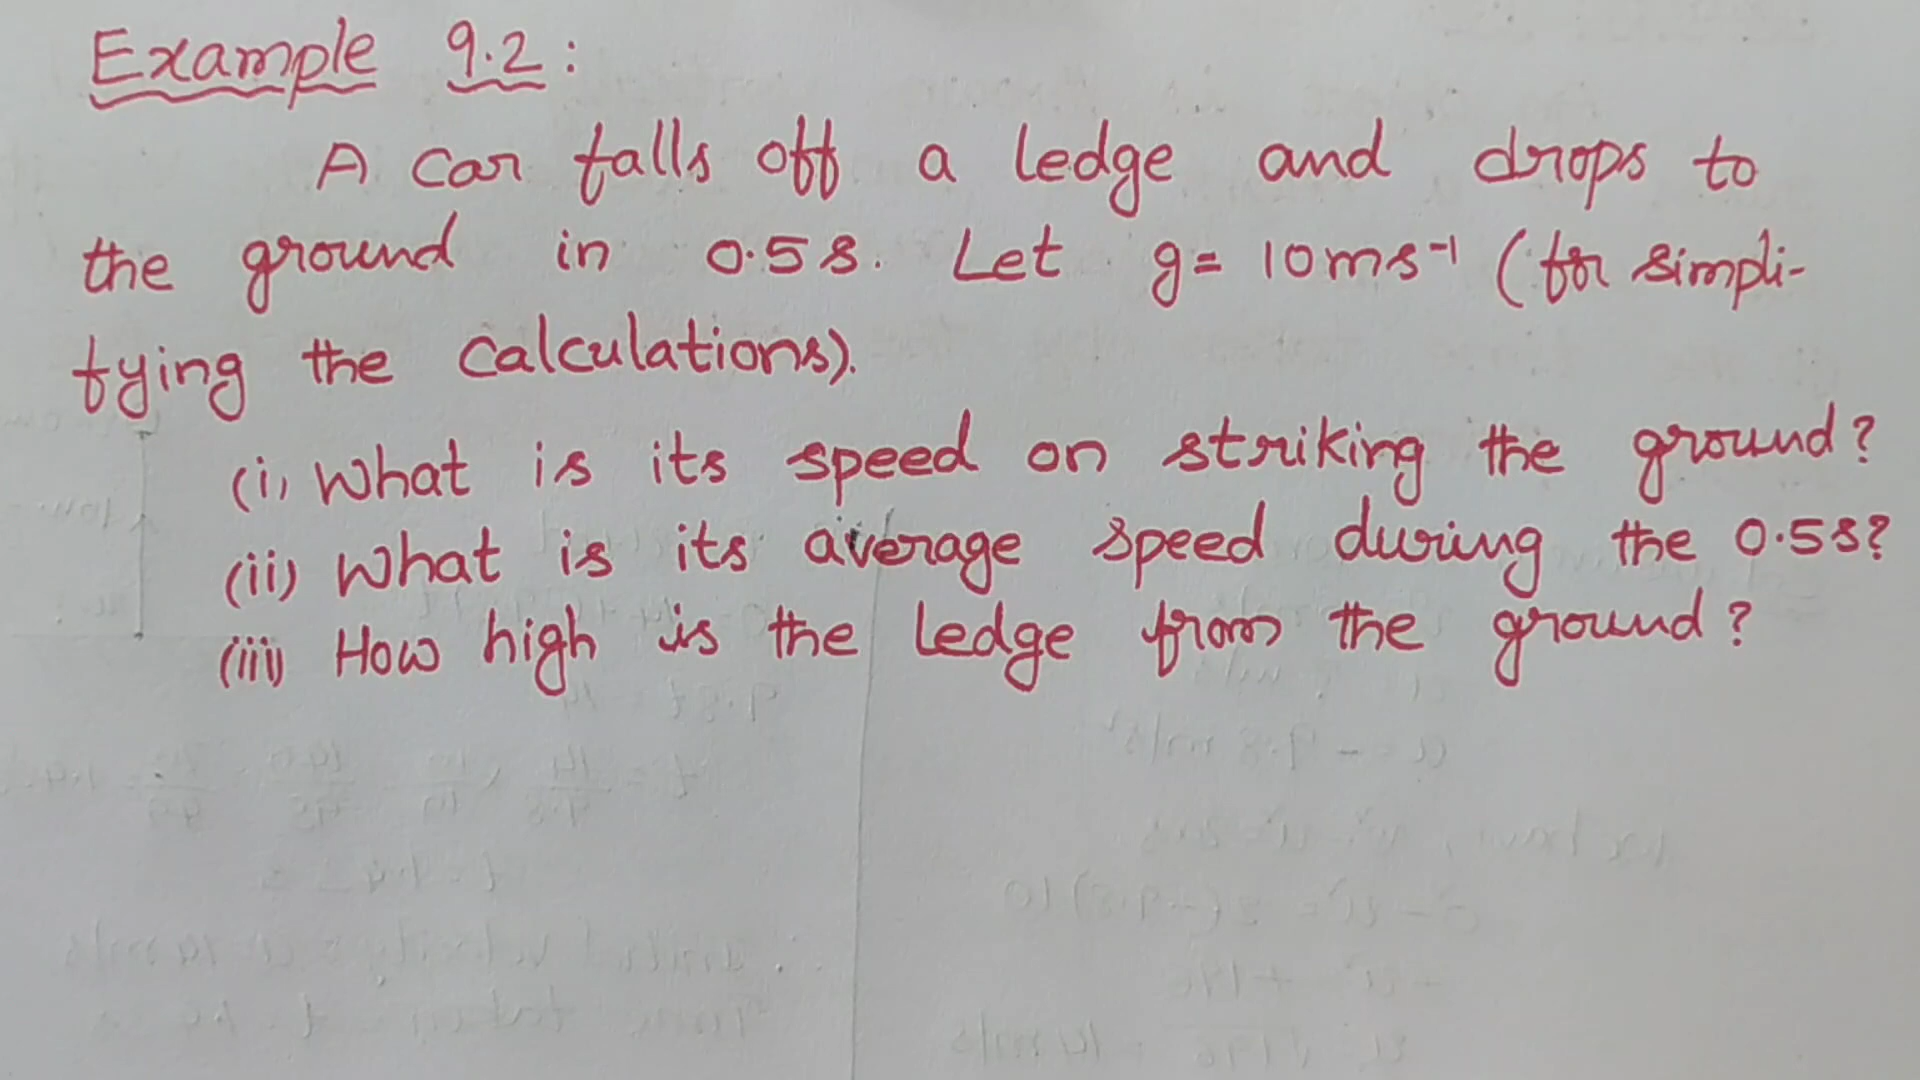 Example 9.2:
A car falls off a ledge and drops to
the ground in 0.5s. Let g = 10ms⁻¹ (for simpli-
fying the calculations).
(i) What is its speed on striking the ground?
(ii) What is its average speed during the 0.5s?
(iii) How high is the ledge from the ground?